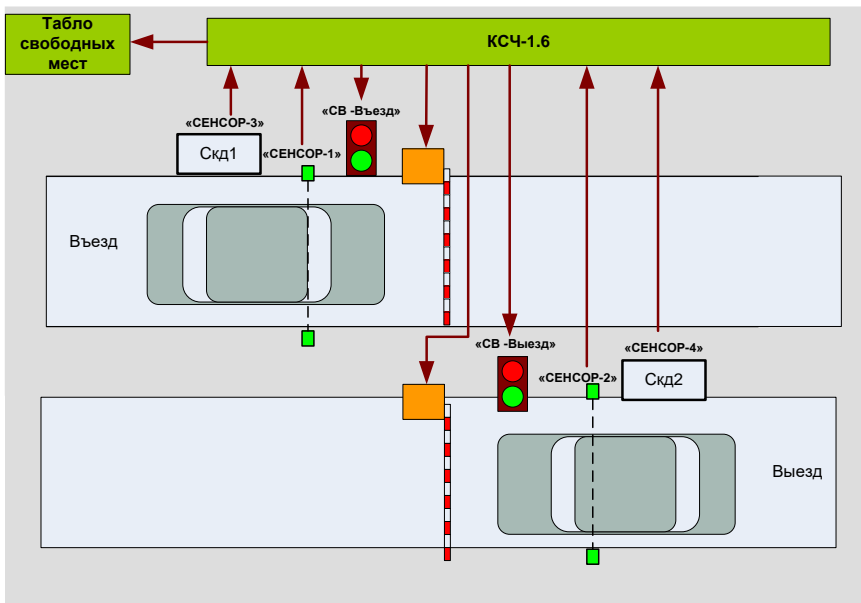 Табло
свободных
мест
КСЧ-1.6
«СВ -Въезд»
«СЕНСОР-3»
Скд1
«СЕНСОР-1»
Въезд
«СВ -Выезд»
«СЕНСОР-4»
«СЕНСОР-2»
Скд2
Выезд